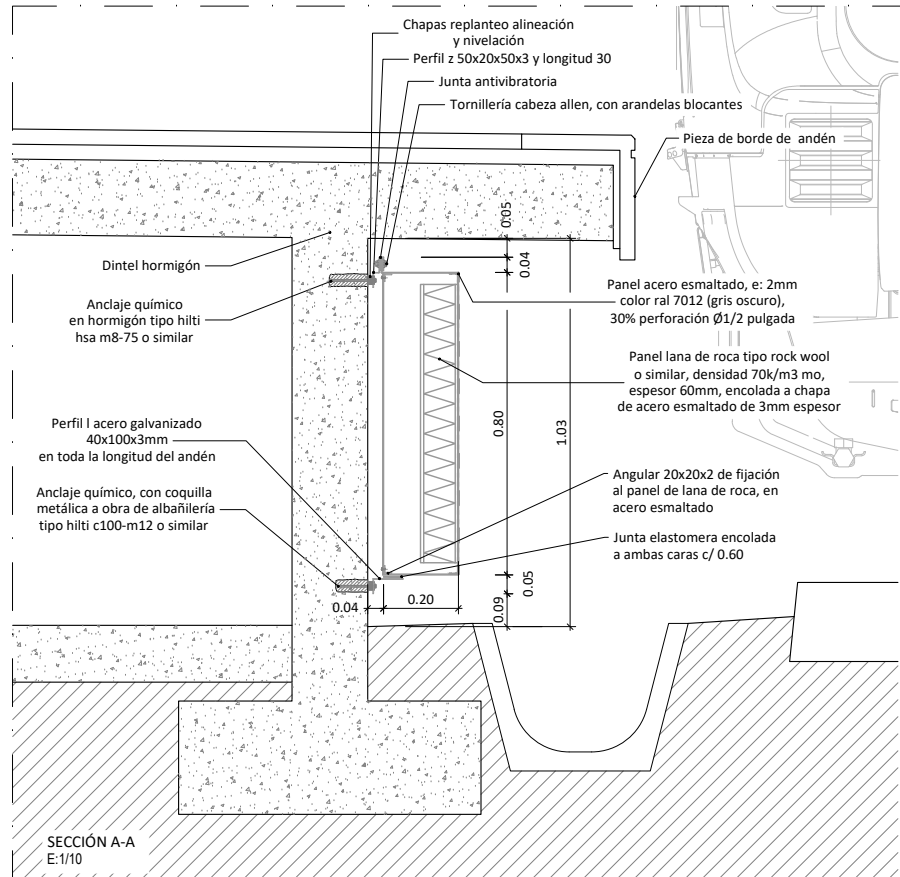 Chapas replanteo alineación
y nivelación
Perfil z 50x20x50x3 y longitud 30
Junta antivibratoria
Tornillería cabeza allen, con arandelas blocantes
Pieza de borde de andén
0.05
0.04
Dintel hormigón
Anclaje químico
en hormigón tipo hilti
hsa m8-75 o similar
Panel acero esmaltado, e: 2mm
color ral 7012 (gris oscuro),
30% perforación Ø1/2 pulgada
Panel lana de roca tipo rock wool
o similar, densidad 70k/m3 mo,
espesor 60mm, encolada a chapa
de acero esmaltado de 3mm espesor
0.80
1.03
Perfil l acero galvanizado
40x100x3mm
en toda la longitud del andén
Anclaje químico, con coquilla
metálica a obra de albañilería
tipo hilti c100-m12 o similar
Angular 20x20x2 de fijación
al panel de lana de roca, en
acero esmaltado
Junta elastomera encolada
a ambas caras c/ 0.60
0.04
0.20
0.05
0.09
SECCIÓN A-A
E:1/10